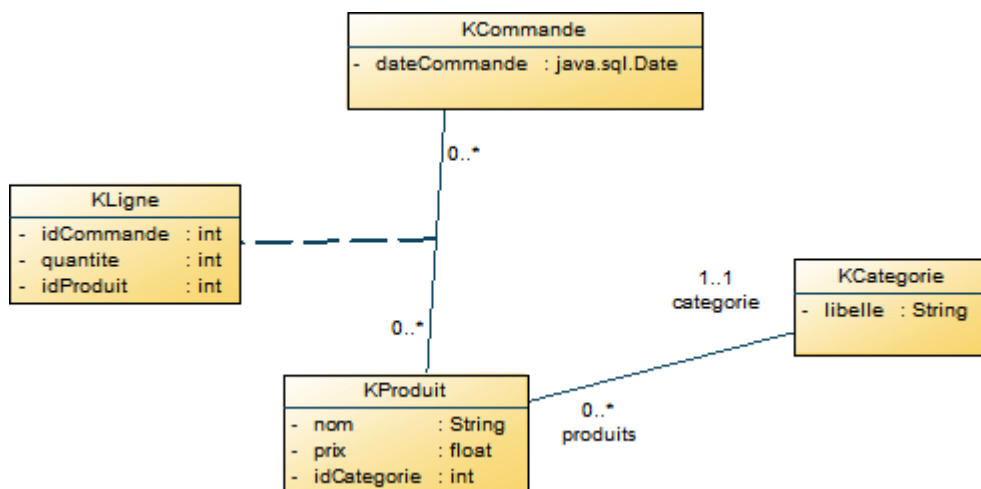 KCommande
- dateCommande : java.sql.Date
0..*
KLigne
- idCommande : int
- quantite : int
- idProduit : int
1..1
categorie
KCategorie
- libelle : String
0..*
KProduit
- nom : String
- prix : float
- idCategorie : int
0..*
produits